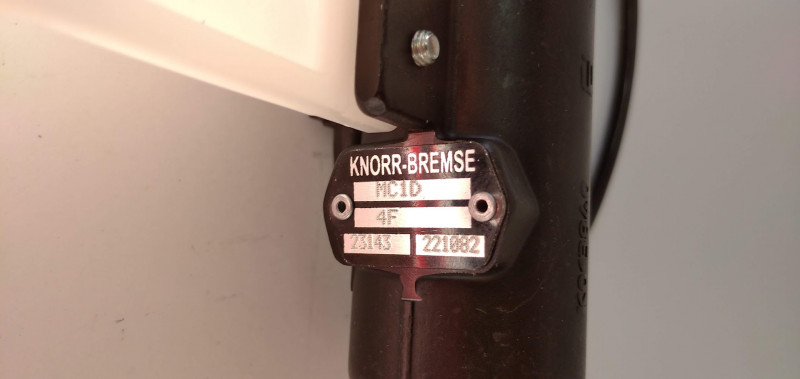 KNORR-BREMSE
MC1D
4F
23143 221082